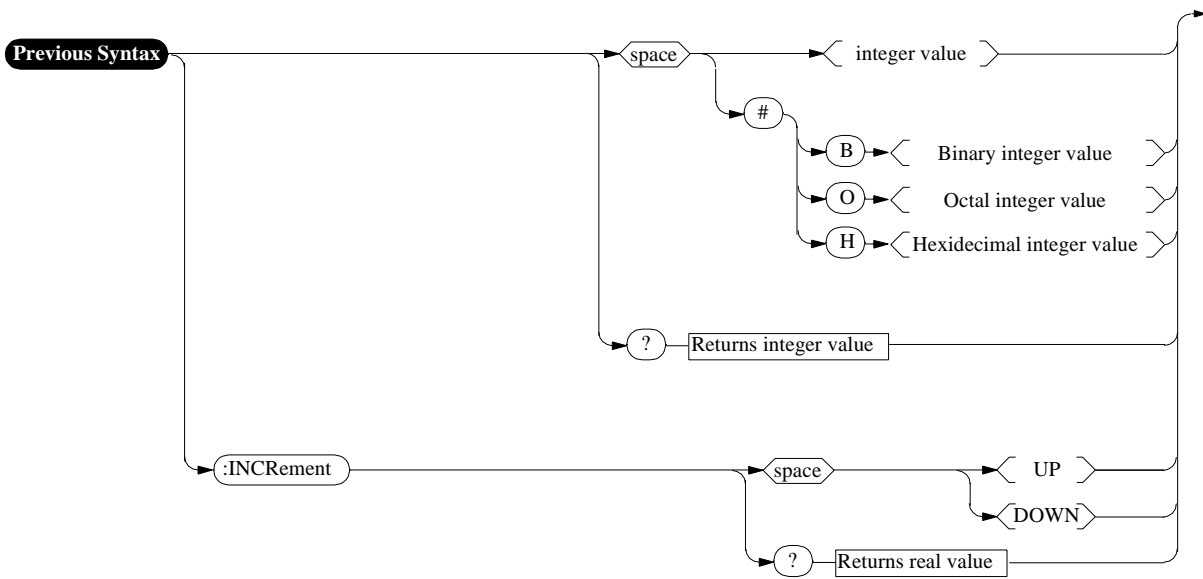 Previous Syntax
space
integer value
#
B
Binary integer value
O
Octal integer value
H
Hexidecimal integer value
?
Returns integer value
:INCRement
space
UP
DOWN
?
Returns real value